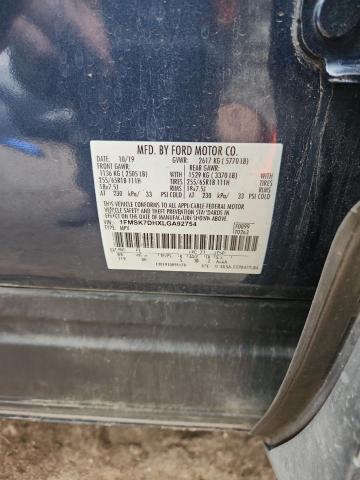 MFD. BY FORD MOTOR CO.
DATE: 10/19 GVWR: 2617 KG ( 5770 LB)
FRONT GAWR: REAR GAWR:
1136 KG ( 2505 LB) 1529 KG ( 3370 LB)
255/65R18 111H TIRES 255/65R18 111H
18x7.5J RIMS 18x7.5J
AT 230 kPa/ 33 PSI COLD AT 230 kPa/ 33 PSI COLD
THIS VEHICLE CONFORMS TO ALL APPLICABLE FEDERAL MOTOR
VEHICLE SAFETY AND THEFT PREVENTION STANDARDS IN EFFECT
ON THE DATE OF MANUFACTURE SHOWN ABOVE.
VIN: 1FMSK7DHXLGA92754
TYPE: MPV